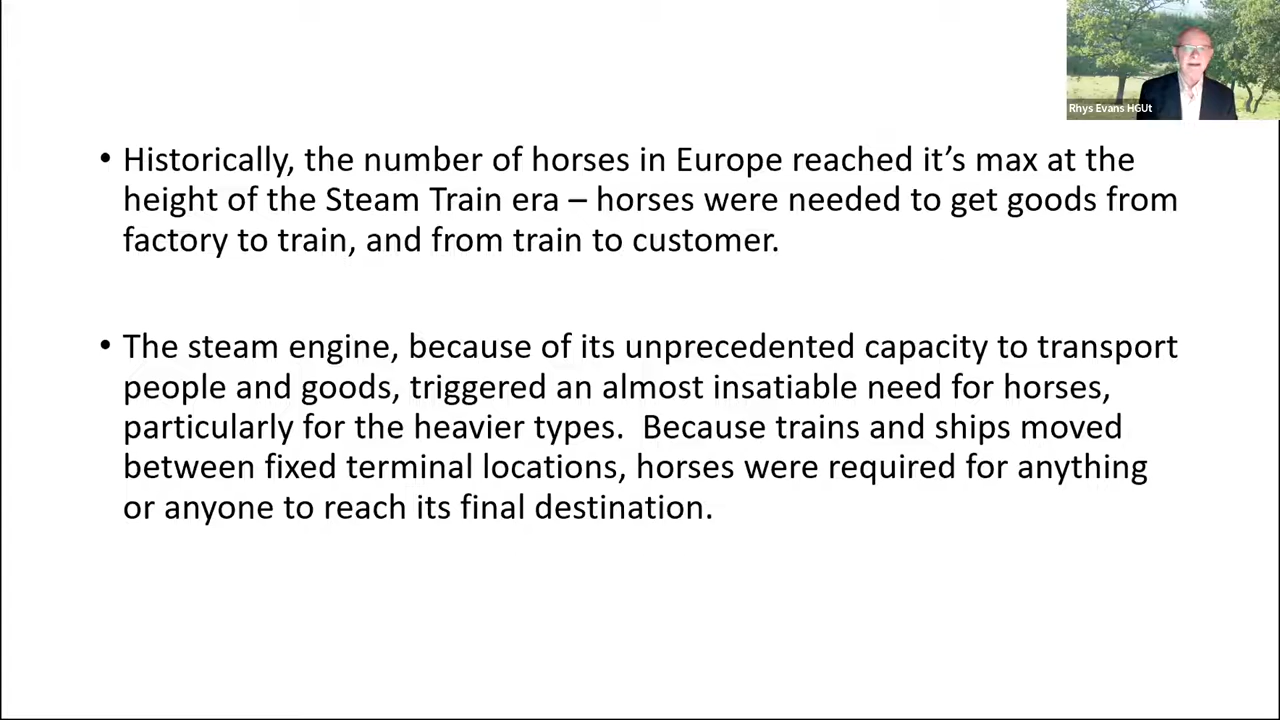 Rhys Evans HGUt
• Historically, the number of horses in Europe reached it’s max at the
height of the Steam Train era – horses were needed to get goods from
factory to train, and from train to customer.
• The steam engine, because of its unprecedented capacity to transport
people and goods, triggered an almost insatiable need for horses,
particularly for the heavier types.  Because trains and ships moved
between fixed terminal locations, horses were required for anything
or anyone to reach its final destination.